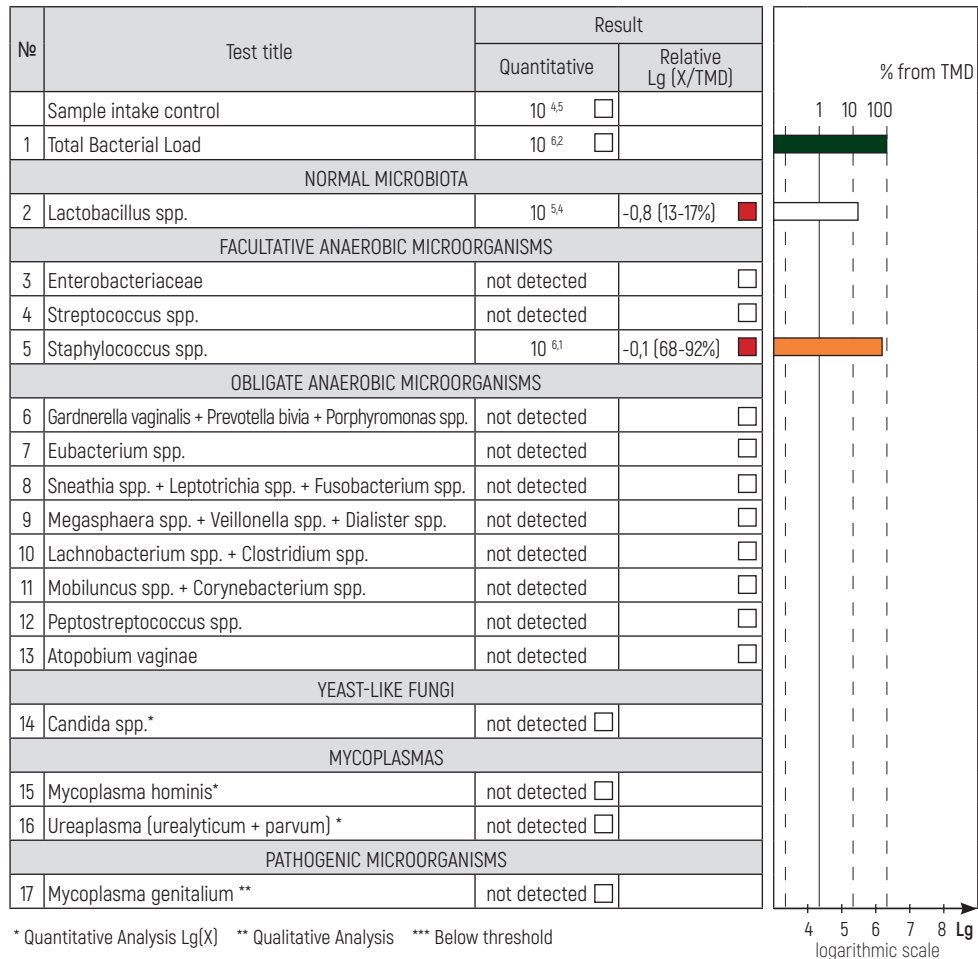 № Test title Result
Quantitative Relative
Lg (X/TMD)
% from TMD
Sample intake control 10 4,5 1 10 100
1 Total Bacterial Load 10 6,2
NORMAL MICROBIOTA
2 Lactobacillus spp. 10 5,4 -0,8 (13-17%)
FACULTATIVE ANAEROBIC MICROORGANISMS
3 Enterobacteriaceae not detected
4 Streptococcus spp. not detected
5 Staphylococcus spp. 10 6,1 -0,1 (68-92%)
OBLIGATE ANAEROBIC MICROORGANISMS
6 Gardnerella vaginalis + Prevotella bivia + Porphyromonas spp. not detected
7 Eubacterium spp. not detected
8 Sneathia spp. + Leptotrichia spp. + Fusobacterium spp. not detected
9 Megasphaera spp. + Veillonella spp. + Dialister spp. not detected
10 Lachnobacterium spp. + Clostridium spp. not detected
11 Mobiluncus spp. + Corynebacterium spp. not detected
12 Peptostreptococcus spp. not detected
13 Atopobium vaginae not detected
YEAST-LIKE FUNGI
14 Candida spp.* not detected
MYCOPLASMAS
15 Mycoplasma hominis* not detected
16 Ureaplasma (urealyticum + parvum) * not detected
PATHOGENIC MICROORGANISMS
17 Mycoplasma genitalium ** not detected
* Quantitative Analysis Lg(X) ** Qualitative Analysis *** Below threshold
4 5 6 7 8 Lg
logarithmic scale